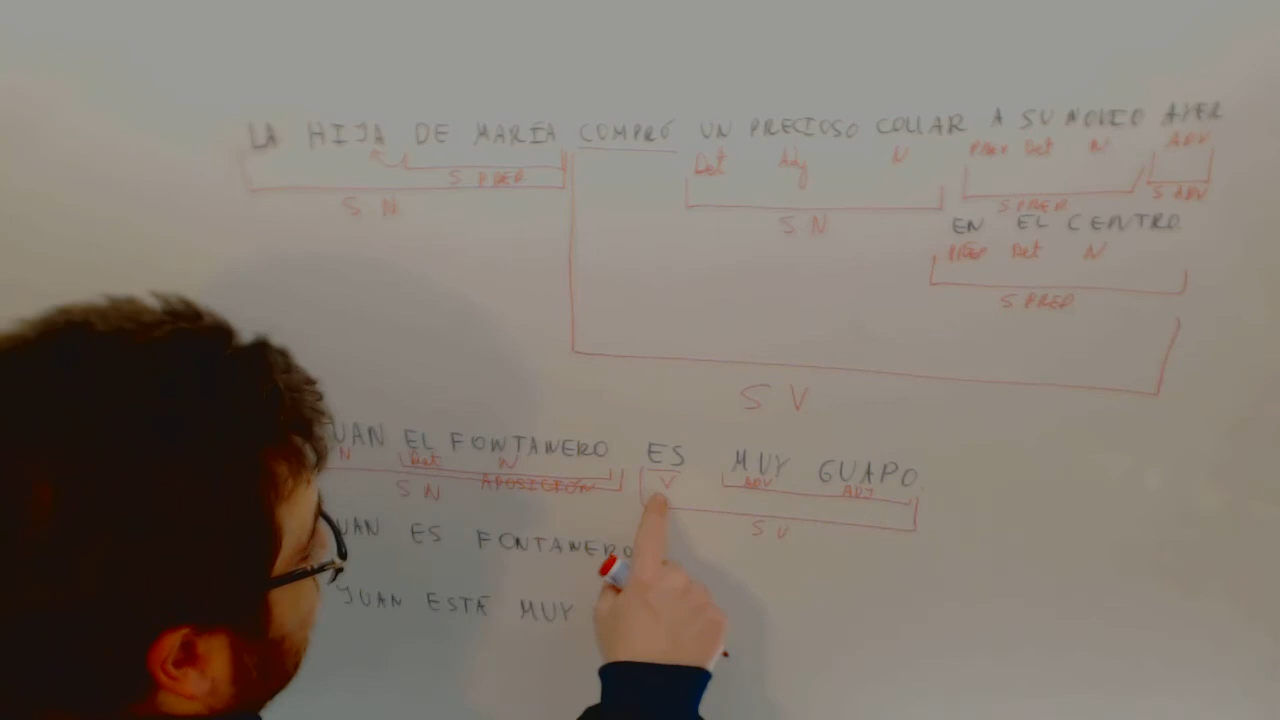 LA HIJA DE MARÍA COMPRÓ UN PRECIOSO COLLAR A SU NOVIO AYER
Det Adj N PREP Det N ADV
S PREP S PREP S ADV
S N S N
EN EL CENTRO
PREP Det N
S PREP
S V
JUAN EL FONTANERO ES MUY GUAPO
N Det N V ADV ADJ
S N APOSICIÓN S V
JUAN ES FONTANERO
JUAN ESTÁ MUY